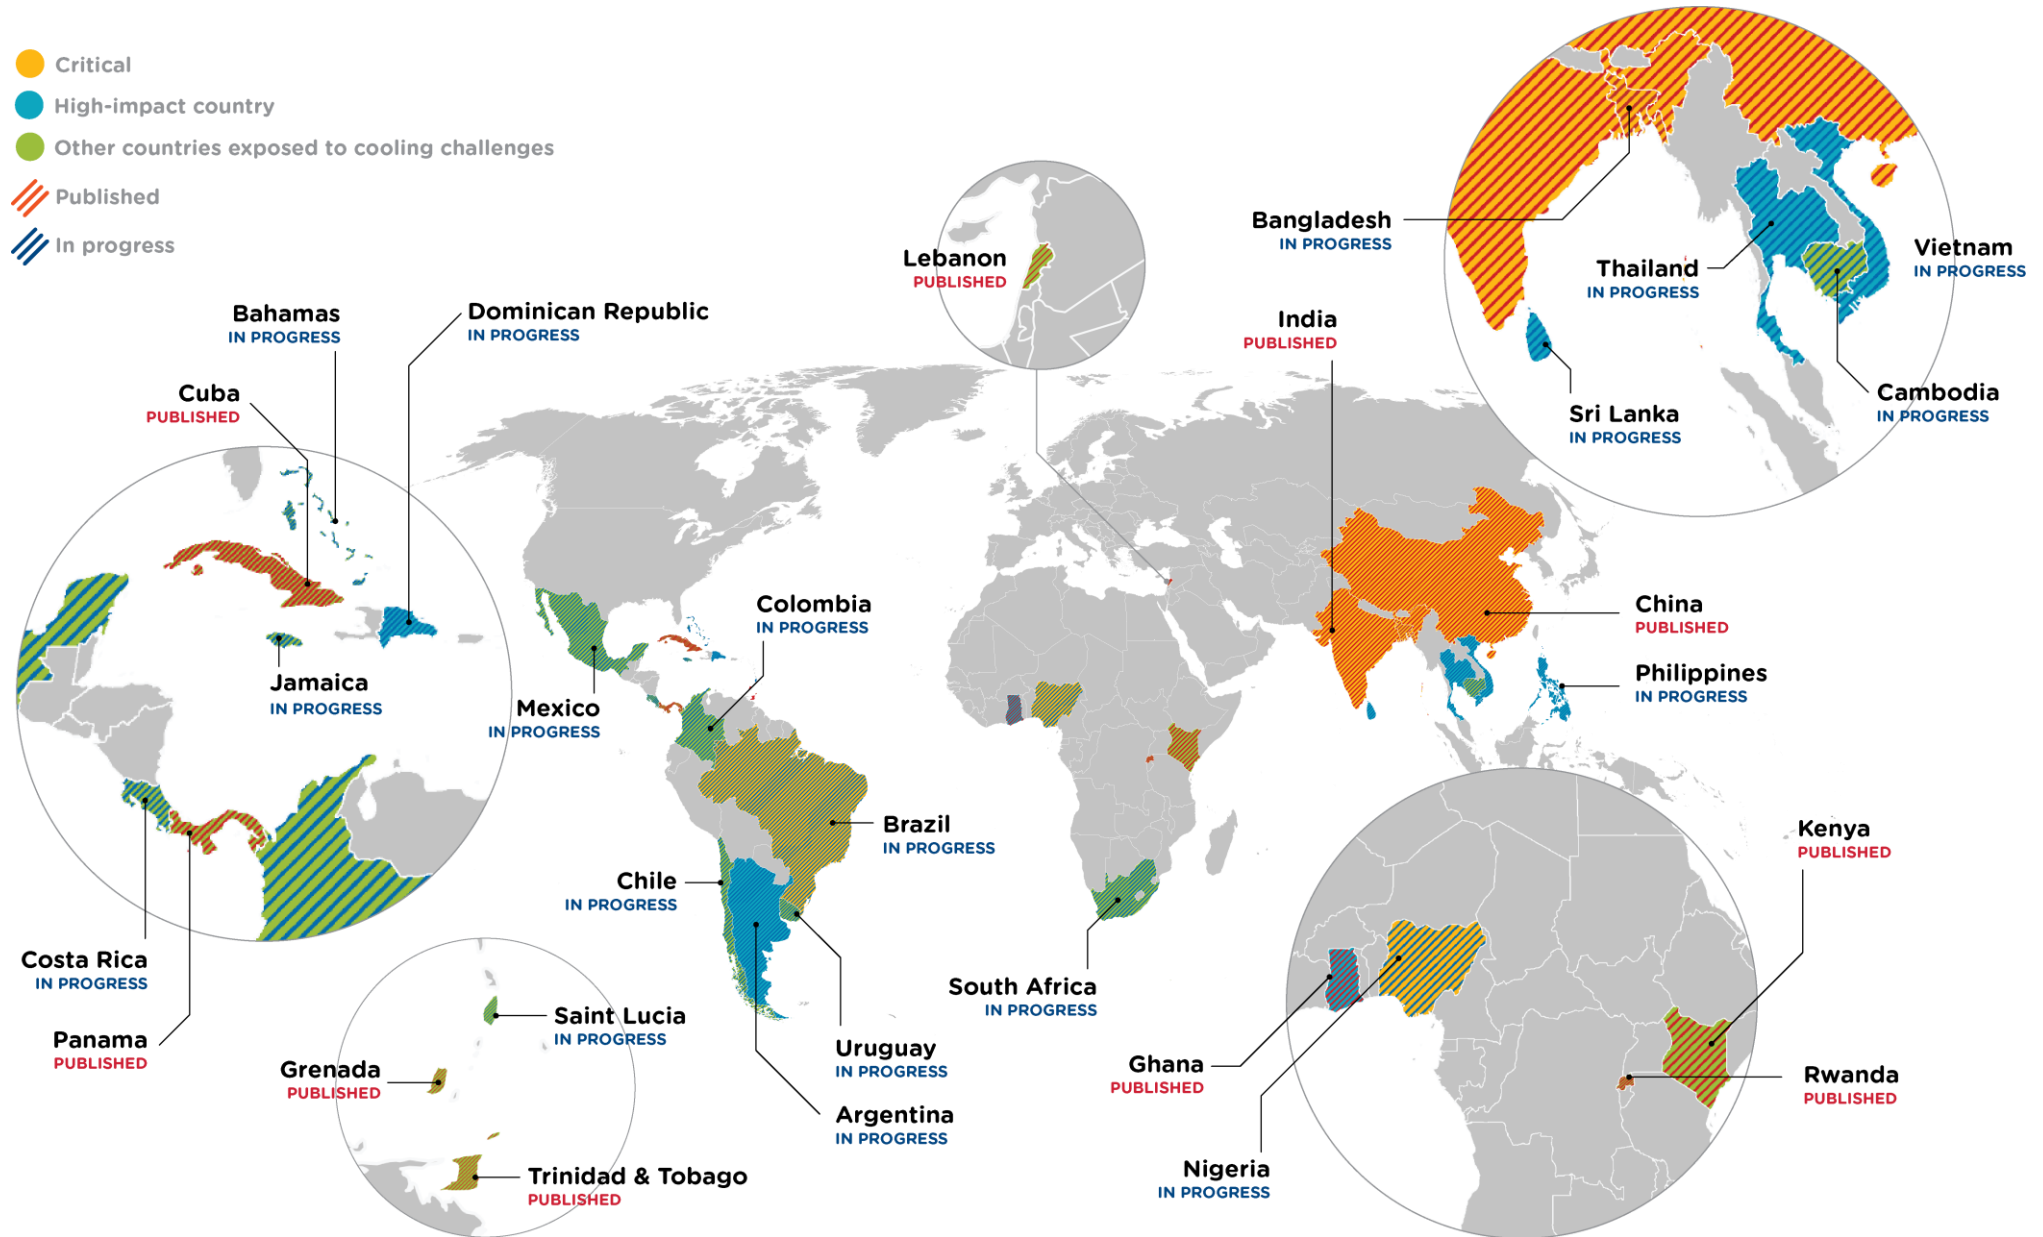 Critical
High-impact country
Other countries exposed to cooling challenges
Published
In progress
Bahamas
IN PROGRESS
Dominican Republic
IN PROGRESS
Cuba
PUBLISHED
Jamaica
IN PROGRESS
Costa Rica
IN PROGRESS
Panama
PUBLISHED
Mexico
IN PROGRESS
Colombia
IN PROGRESS
Brazil
IN PROGRESS
Chile
IN PROGRESS
Uruguay
IN PROGRESS
Argentina
IN PROGRESS
Saint Lucia
IN PROGRESS
Grenada
PUBLISHED
Trinidad & Tobago
PUBLISHED
Lebanon
PUBLISHED
India
PUBLISHED
Bangladesh
IN PROGRESS
Thailand
IN PROGRESS
Vietnam
IN PROGRESS
Sri Lanka
IN PROGRESS
Cambodia
IN PROGRESS
China
PUBLISHED
Philippines
IN PROGRESS
South Africa
IN PROGRESS
Ghana
PUBLISHED
Nigeria
IN PROGRESS
Kenya
PUBLISHED
Rwanda
PUBLISHED